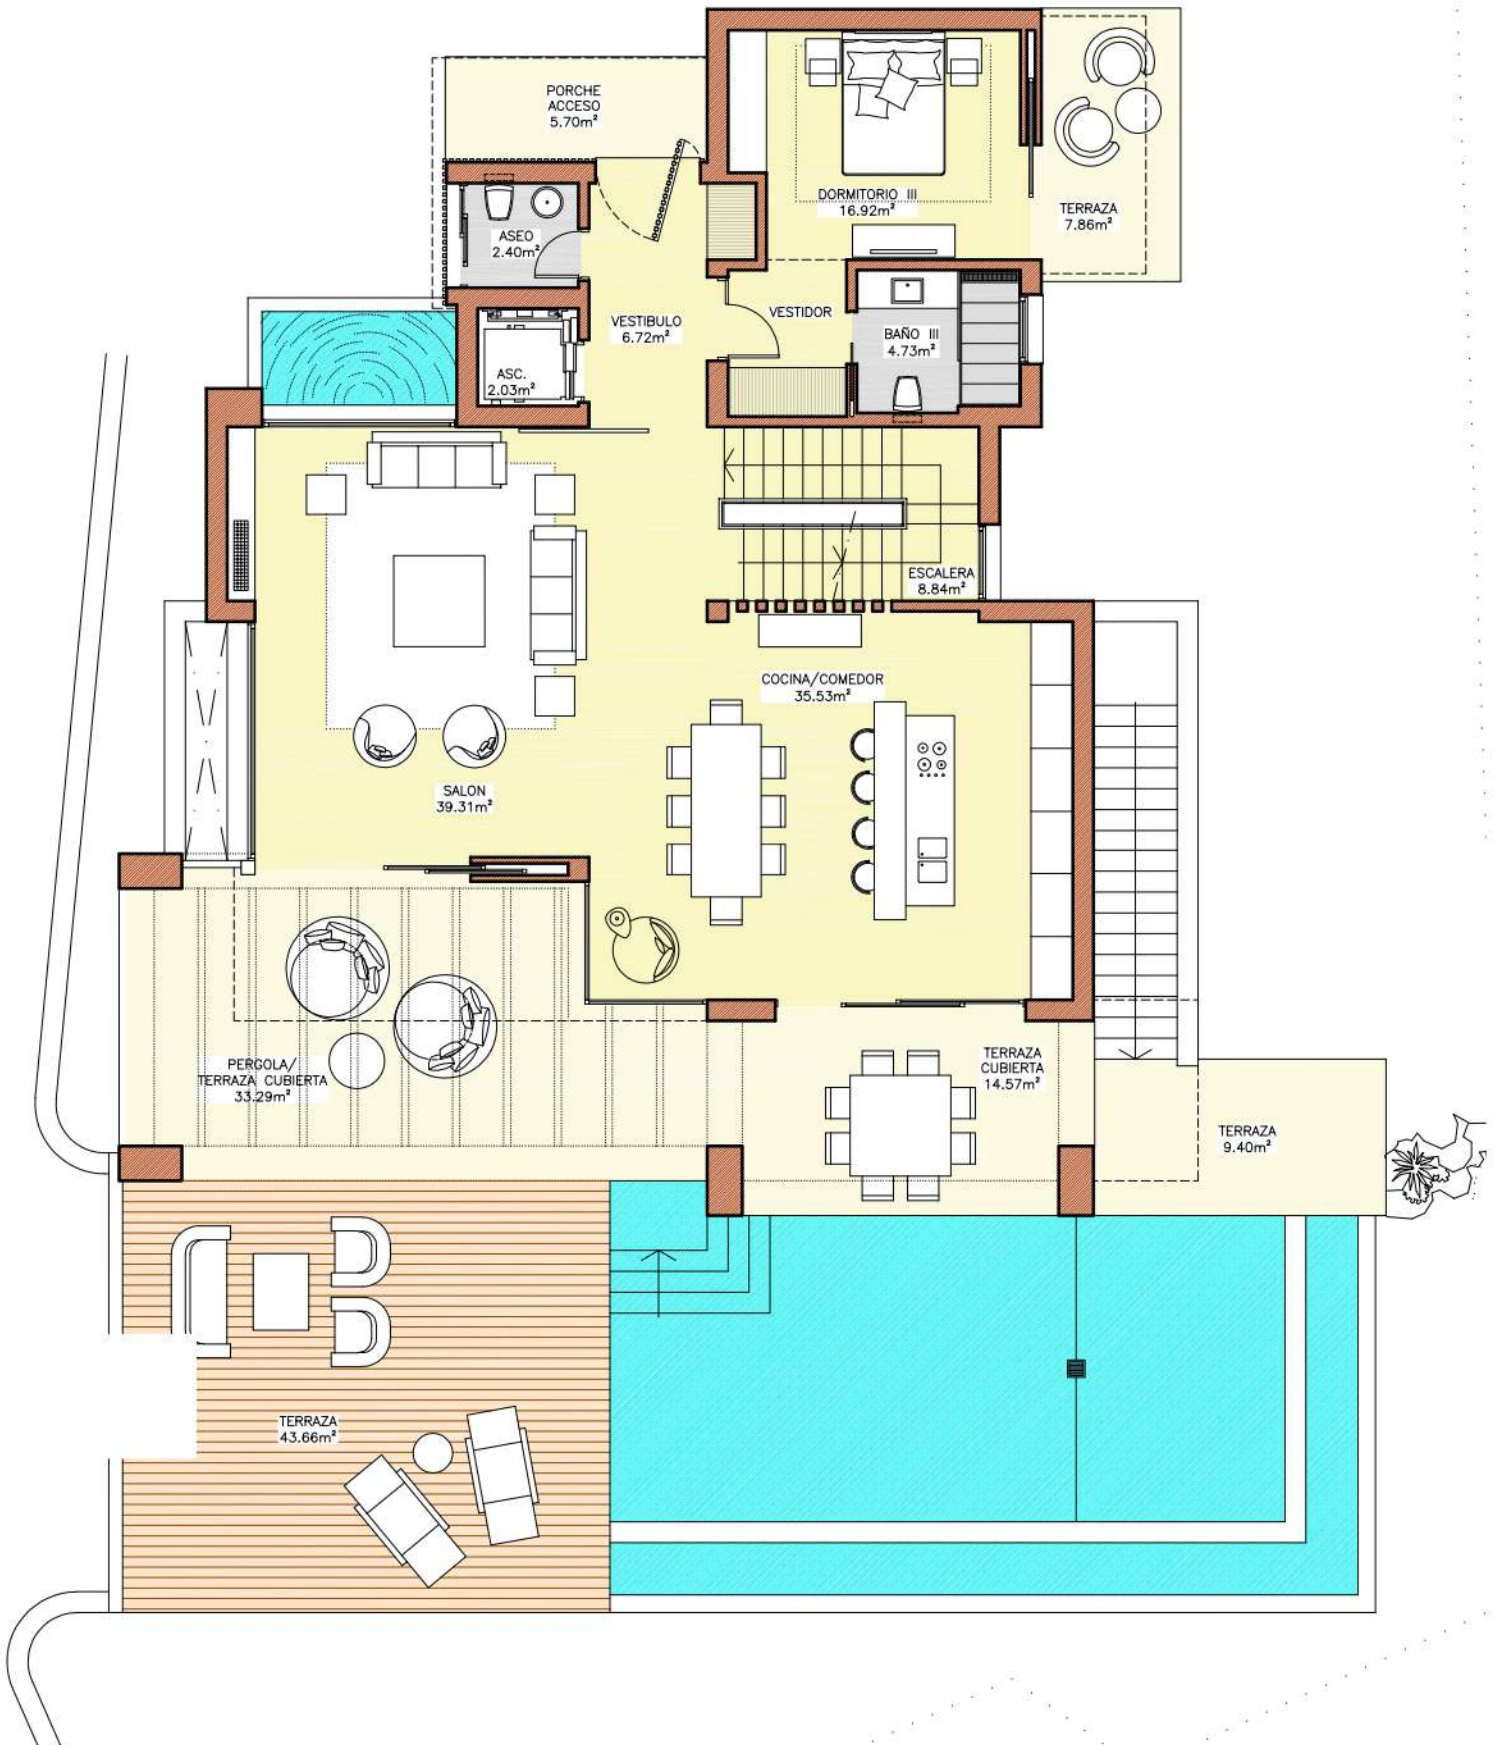 PORCHE
ACCESO
5.70m²
DORMITORIO III
16.92m²
TERRAZA
7.86m²
ASEO
2.40m²
VESTIBULO
6.72m²
VESTIDOR
BAÑO III
4.73m²
ASC.
2.03m²
ESCALERA
8.84m²
COCINA/COMEDOR
35.53m²
SALON
39.31m²
PERGOLA/
TERRAZA CUBIERTA
33.29m²
TERRAZA
CUBIERTA
14.57m²
TERRAZA
9.40m²
TERRAZA
43.66m²